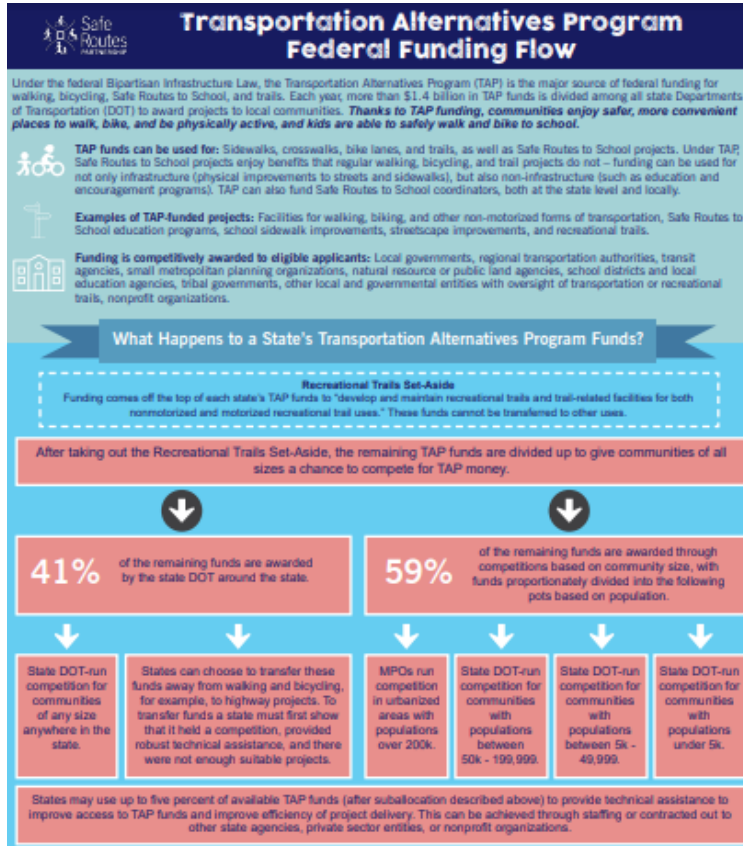 Safe
Routes
PARTNERSHIP
Transportation Alternatives Program
Federal Funding Flow
Under the federal Bipartisan Infrastructure Law, the Transportation Alternatives Program (TAP) is the major source of federal funding for
walking, bicycling, Safe Routes to School, and trails. Each year, more than $1.4 billion in TAP funds is divided among all state Departments
of Transportation (DOT) to award projects to local communities. Thanks to TAP funding, communities enjoy safer, more convenient
places to walk, bike, and be physically active, and kids are able to safely walk and bike to school.
TAP funds can be used for: Sidewalks, crosswalks, bike lanes, and trails, as well as Safe Routes to School projects. Under TAP,
Safe Routes to School projects enjoy benefits that regular walking, bicycling, and trail projects do not – funding can be used for
not only infrastructure (physical improvements to streets and sidewalks), but also non-infrastructure (such as education and
encouragement programs). TAP can also fund Safe Routes to School coordinators, both at the state level and locally.
Examples of TAP-funded projects: Facilities for walking, biking, and other non-motorized forms of transportation, Safe Routes to
School education programs, school sidewalk improvements, streetscape improvements, and recreational trails.
Funding is competitively awarded to eligible applicants: Local governments, regional transportation authorities, transit
agencies, small metropolitan planning organizations, natural resource or public land agencies, school districts and local
education agencies, tribal governments, other local and governmental entities with oversight of transportation or recreational
trails, nonprofit organizations.
What Happens to a State's Transportation Alternatives Program Funds?
Recreational Trails Set-Aside
Funding comes off the top of each state's TAP funds to "develop and maintain recreational trails and trail-related facilities for both
nonmotorized and motorized recreational trail uses." These funds cannot be transferred to other uses.
After taking out the Recreational Trails Set-Aside, the remaining TAP funds are divided up to give communities of all
sizes a chance to compete for TAP money.
41%
of the remaining funds are awarded
by the state DOT around the state.
59%
of the remaining funds are awarded through
competitions based on community size, with
funds proportionately divided into the following
pots based on population.
State DOT-run
competition for
communities
of any size
anywhere in the
state.
States can choose to transfer these
funds away from walking and bicycling,
for example, to highway projects. To
transfer funds a state must first show
that it held a competition, provided
robust technical assistance, and there
were not enough suitable projects.
MPOs run
competition
in urbanized
areas with
populations
over 200k.
State DOT-run
competition for
communities
with
populations
between
50k - 199,999.
State DOT-run
competition for
communities
with
populations
between 5k -
49,999.
State DOT-run
competition for
communities
with
populations
under 5k.
States may use up to five percent of available TAP funds (after suballocation described above) to provide technical assistance to
improve access to TAP funds and improve efficiency of project delivery. This can be achieved through staffing or contracted out to
other state agencies, private sector entities, or nonprofit organizations.